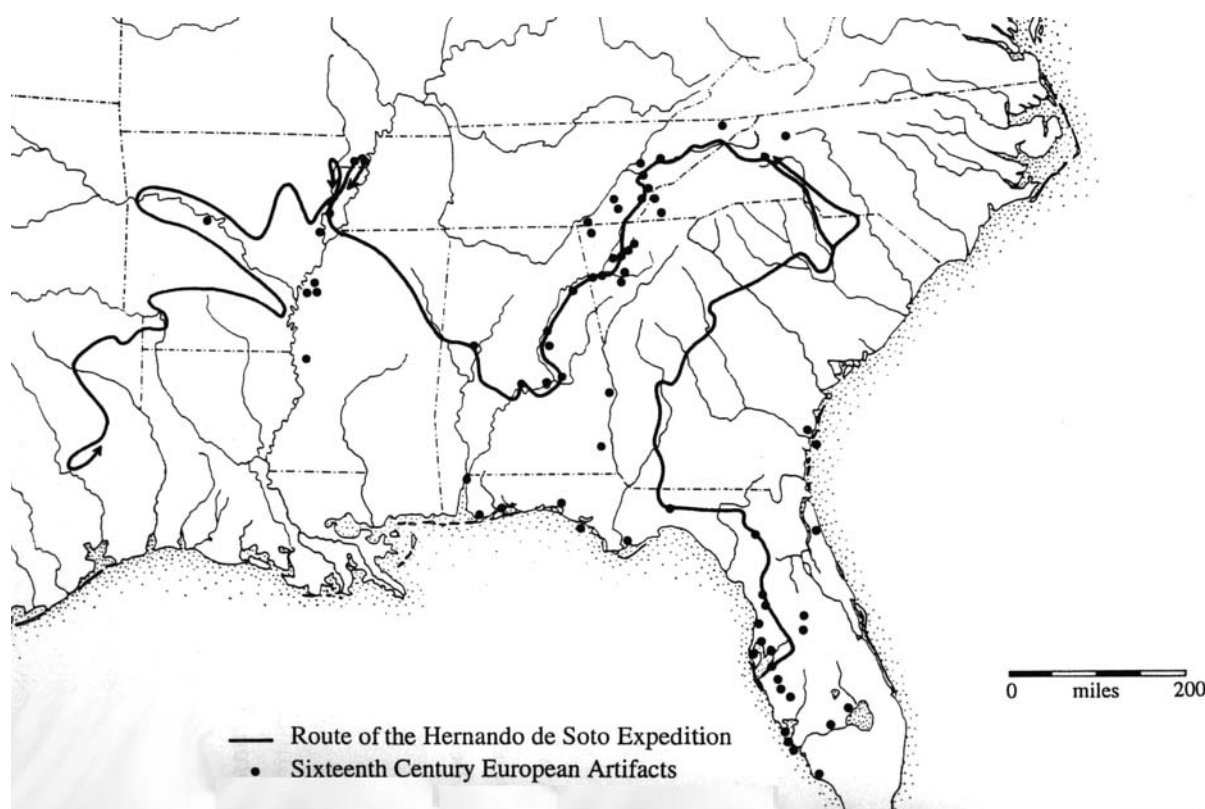 0 miles 200
Route of the Hernando de Soto Expedition
Sixteenth Century European Artifacts